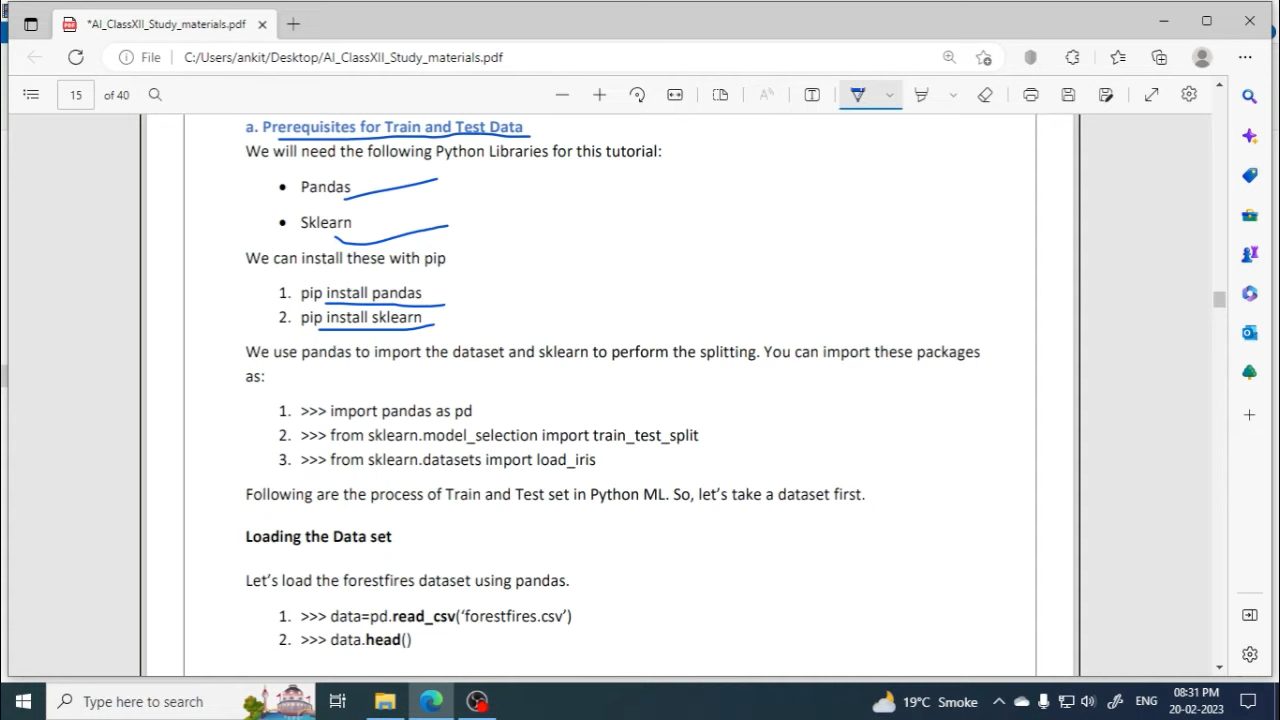 *AI_ClassXII_Study_materials.pdf
File C:/Users/ankit/Desktop/AI_ClassXII_Study_materials.pdf
15 of 40
a. Prerequisites for Train and Test Data
We will need the following Python Libraries for this tutorial:
• Pandas
• Sklearn
We can install these with pip
1. pip install pandas
2. pip install sklearn
We use pandas to import the dataset and sklearn to perform the splitting. You can import these packages
as:
1. >>> import pandas as pd
2. >>> from sklearn.model_selection import train_test_split
3. >>> from sklearn.datasets import load_iris
Following are the process of Train and Test set in Python ML. So, let’s take a dataset first.
Loading the Data set
Let’s load the forestfires dataset using pandas.
1. >>> data=pd.read_csv(‘forestfires.csv’)
2. >>> data.head()
Type here to search
19°C Smoke
ENG
08:31 PM
20-02-2023